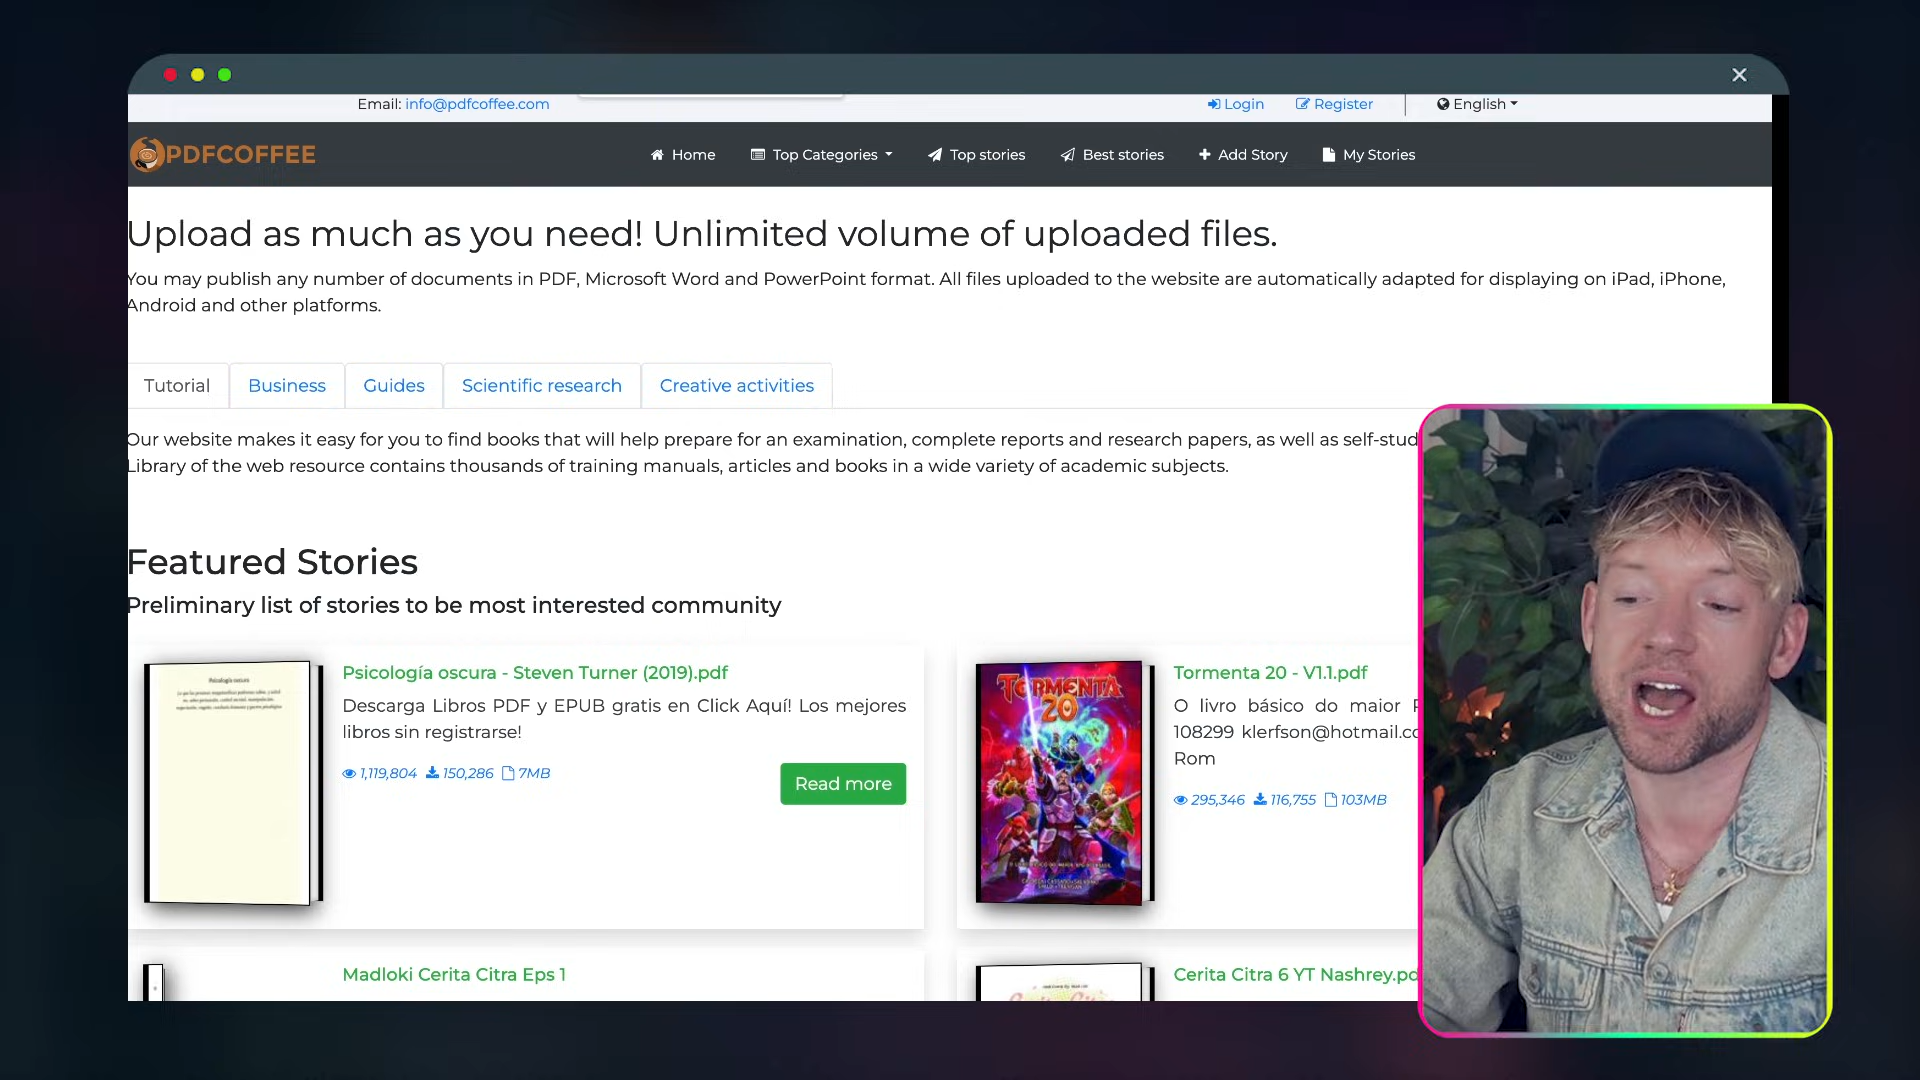 Email: info@pdfcoffee.com
Login
Register
English
PDFCOFFEE
Home
Top Categories
Top stories
Best stories
Add Story
My Stories
Upload as much as you need! Unlimited volume of uploaded files.
You may publish any number of documents in PDF, Microsoft Word and PowerPoint format. All files uploaded to the website are automatically adapted for displaying on iPad, iPhone,
Android and other platforms.
Tutorial
Business
Guides
Scientific research
Creative activities
Our website makes it easy for you to find books that will help prepare for an examination, complete reports and research papers, as well as self-stud
Library of the web resource contains thousands of training manuals, articles and books in a wide variety of academic subjects.
Featured Stories
Preliminary list of stories to be most interested community
Psicología oscura
Psicología oscura - Steven Turner (2019).pdf
Descarga Libros PDF y EPUB gratis en Click Aquí! Los mejores
libros sin registrarse!
1,119,804 150,286 7MB
Read more
TORMENTA
20
Tormenta 20 - V1.1.pdf
O livro básico do maior
108299 klerfson@hotmail.co
Rom
295,346 116,755 103MB
Madloki Cerita Citra Eps 1
Cerita Citra 6 YT Nashrey.pd